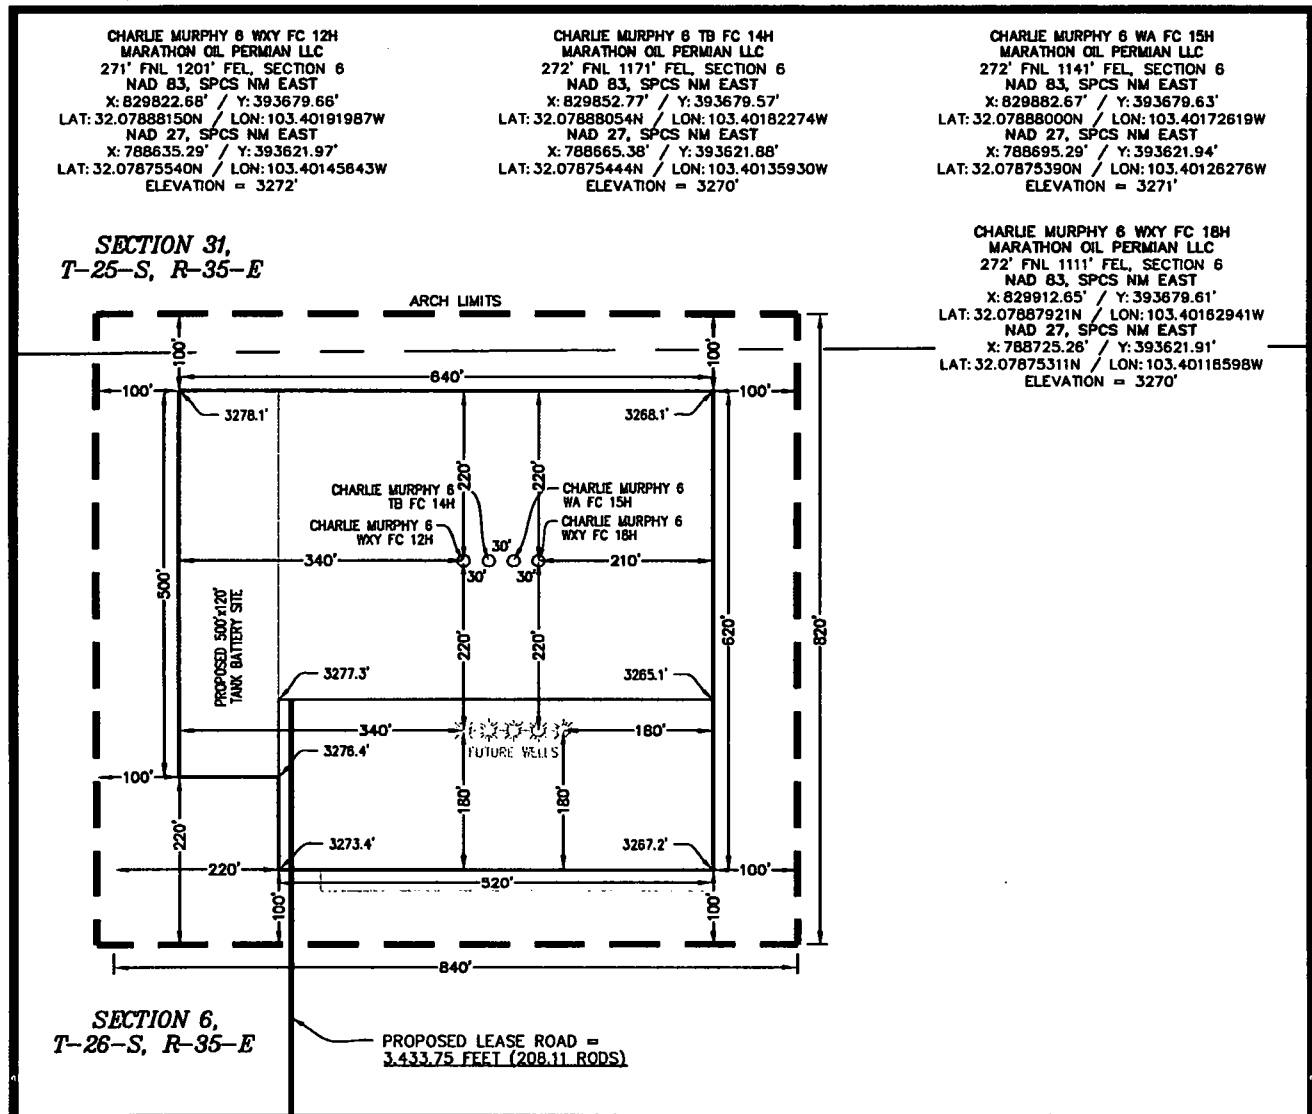 CHARLIE MURPHY 6 WXY FC 12H
MARATHON OIL PERMIAN LLC
271' FNL 1201' FEL, SECTION 6
NAD 83, SPCS NM EAST
X: 829822.68' / Y: 393679.66'
LAT: 32.07888150N / LON: 103.40191987W
NAD 27, SPCS NM EAST
X: 788635.29' / Y: 393621.97'
LAT: 32.07875540N / LON: 103.40145643W
ELEVATION = 3272'
CHARLIE MURPHY 6 TB FC 14H
MARATHON OIL PERMIAN LLC
272' FNL 1171' FEL, SECTION 6
NAD 83, SPCS NM EAST
X: 829852.77' / Y: 393679.57'
LAT: 32.07888054N / LON: 103.40182274W
NAD 27, SPCS NM EAST
X: 788665.38' / Y: 393621.88'
LAT: 32.07875444N / LON: 103.40135930W
ELEVATION = 3270'
CHARLIE MURPHY 6 WA FC 15H
MARATHON OIL PERMIAN LLC
272' FNL 1141' FEL, SECTION 6
NAD 83, SPCS NM EAST
X: 829882.67' / Y: 393679.63'
LAT: 32.07888000N / LON: 103.40172619W
NAD 27, SPCS NM EAST
X: 788695.29' / Y: 393621.94'
LAT: 32.07875390N / LON: 103.40126276W
ELEVATION = 3271'
CHARLIE MURPHY 6 WXY FC 18H
MARATHON OIL PERMIAN LLC
272' FNL 1111' FEL, SECTION 6
NAD 83, SPCS NM EAST
X: 829912.65' / Y: 393679.61'
LAT: 32.07887921N / LON: 103.40162941W
NAD 27, SPCS NM EAST
X: 788725.26' / Y: 393621.91'
LAT: 32.07875311N / LON: 103.40116598W
ELEVATION = 3270'
SECTION 31,
T-25-S, R-35-E
ARCH LIMITS
100'
100'
640'
100'
100'
3278.1'
3268.1'
220'
220'
CHARLIE MURPHY 6
TB FC 14H
CHARLIE MURPHY 6
WA FC 15H
CHARLIE MURPHY 6
WXY FC 12H
CHARLIE MURPHY 6
WXY FC 18H
30'
340'
210'
30'
30'
500'
PROPOSED 500'x120'
TANK BATTERY SITE
220'
220'
620'
820'
3277.3'
3265.1'
340'
180'
FUTURE WELLS
3276.4'
100'
180'
180'
220'
3273.4'
3267.2'
220'
100'
520'
100'
100'
840'
SECTION 6,
T-26-S, R-35-E
PROPOSED LEASE ROAD =
3,433.75 FEET (208.11 RODS)